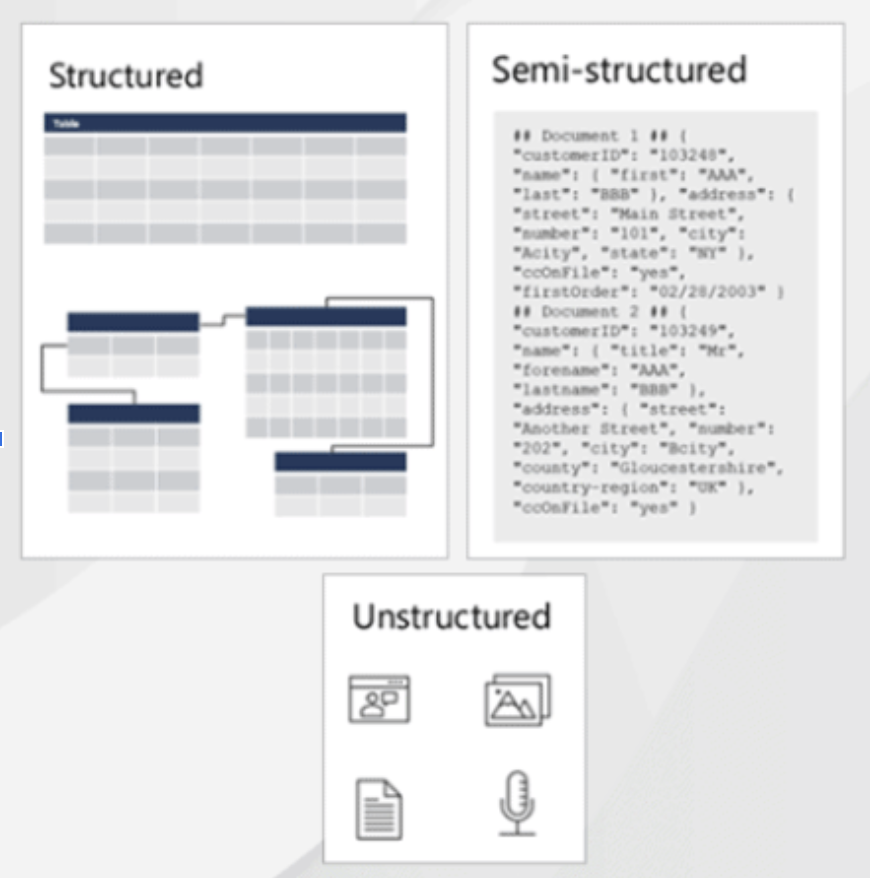 Structured
Table
Semi-structured
## Document 1 ## {
"customerID": "103248",
"name": { "first": "AAA",
"last": "BBB" }, "address": {
"street": "Main Street",
"number": "101", "city":
"Acity", "state": "NY" },
"ccOnFile": "yes",
"firstOrder": "02/28/2003" }
## Document 2 ## {
"customerID": "103249",
"name": { "title": "Mr",
"forename": "AAA",
"lastname": "BBB" },
"address": { "street":
"Another Street", "number":
"202", "city": "Bcity",
"county": "Gloucestershire",
"country-region": "UK" },
"ccOnFile": "yes" }
Unstructured